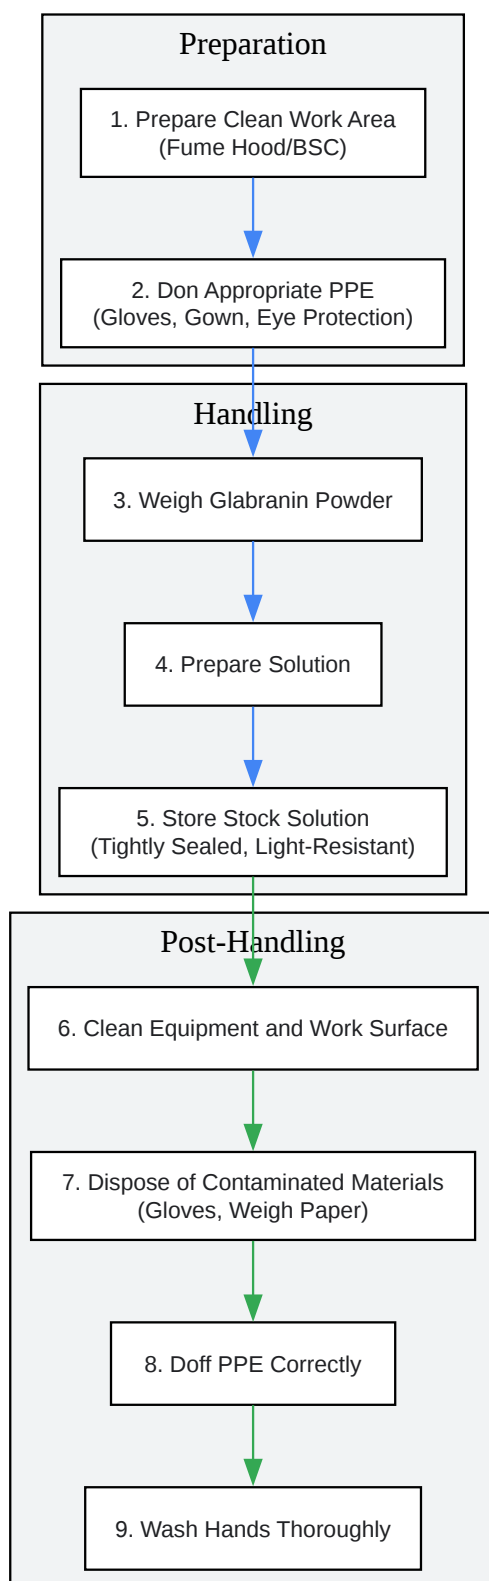 Preparation
1. Prepare Clean Work Area
(Fume Hood/BSC)
2. Don Appropriate PPE
(Gloves, Gown, Eye Protection)
Handling
3. Weigh Glabranin Powder
4. Prepare Solution
5. Store Stock Solution
(Tightly Sealed, Light-Resistant)
Post-Handling
6. Clean Equipment and Work Surface
7. Dispose of Contaminated Materials
(Gloves, Weigh Paper)
8. Doff PPE Correctly
9. Wash Hands Thoroughly